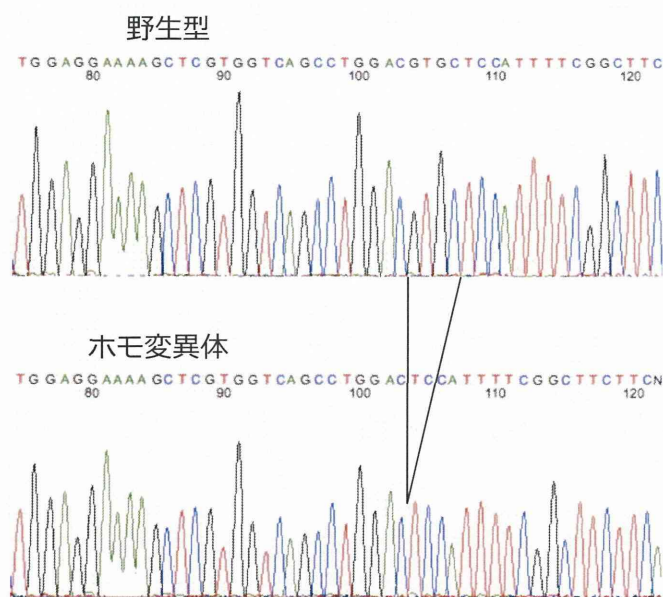 野生型
TGGAGGAAAAGCTCGTGGTCAGCCTGGACGTGCTCCATTTTCGGCTTC
80 90 100 110 120
ホモ変異体
TGGAGGAAAAGCTCGTGGTCAGCCTGGACTCCATTTTCGGCTTCTTCN
80 90 100 110 120